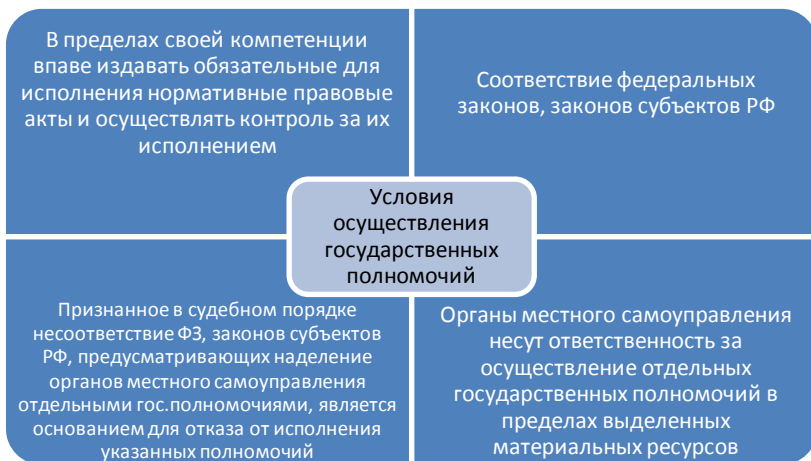 В пределах своей компетенции
впаве издавать обязательные для
исполнения нормативные правовые
акты и осуществлять контроль за их
исполнением
Соответствие федеральных
законов, законов субъектов РФ
Условия
осуществления
государственных
полномочий
Признанное в судебном порядке
несоответствие ФЗ, законов субъектов
РФ, предусматривающих наделение
органов местного самоуправления
отдельными гос.полномочиями, является
основанием для отказа от исполнения
указанных полномочий
Органы местного самоуправления
несут ответственность за
осуществление отдельных
государственных полномочий в
пределах выделенных
материальных ресурсов